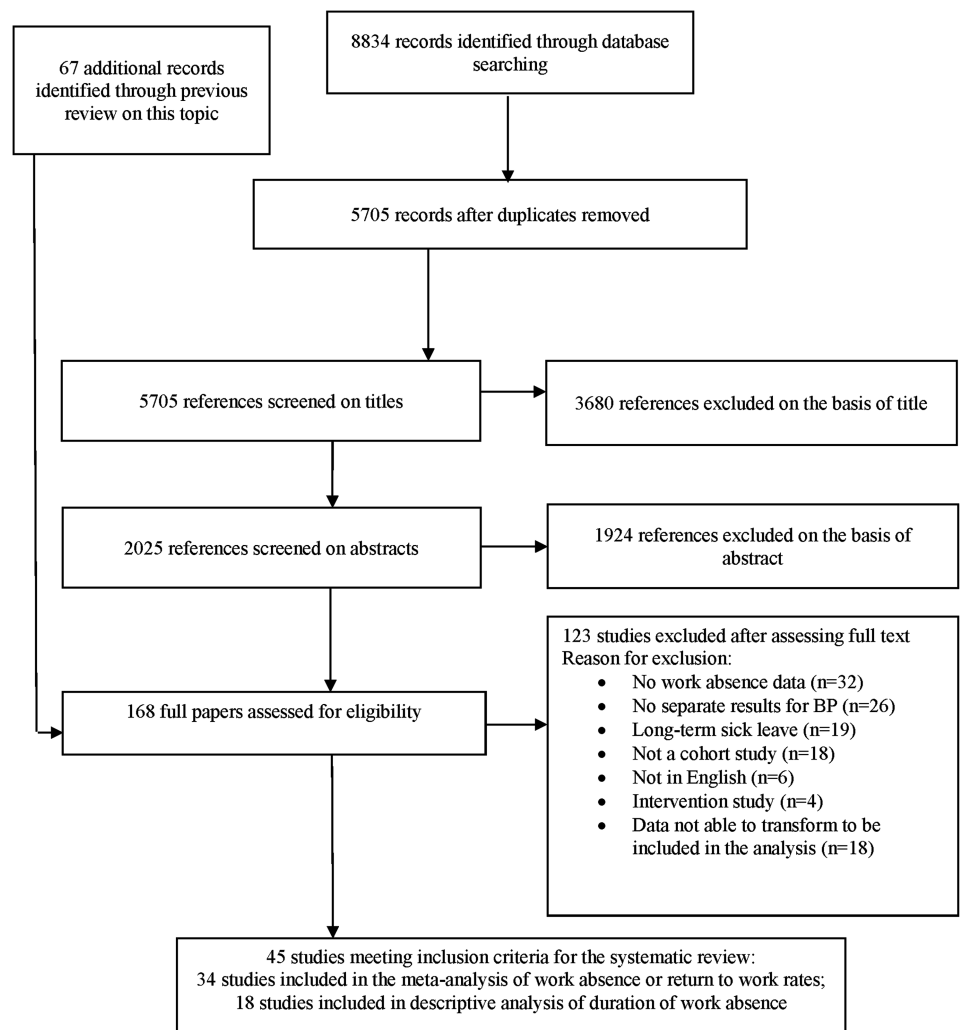 8834 records identified through database
searching
67 additional records
identified through previous
review on this topic
5705 records after duplicates removed
5705 references screened on titles
3680 references excluded on the basis of title
2025 references screened on abstracts
1924 references excluded on the basis of
abstract
168 full papers assessed for eligibility
123 studies excluded after assessing full text
Reason for exclusion:
• No work absence data (n=32)
• No separate results for BP (n=26)
• Long-term sick leave (n=19)
• Not a cohort study (n=18)
• Not in English (n=6)
• Intervention study (n=4)
• Data not able to transform to be
included in the analysis (n=18)
45 studies meeting inclusion criteria for the systematic review:
34 studies included in the meta-analysis of work absence or return to work rates;
18 studies included in descriptive analysis of duration of work absence